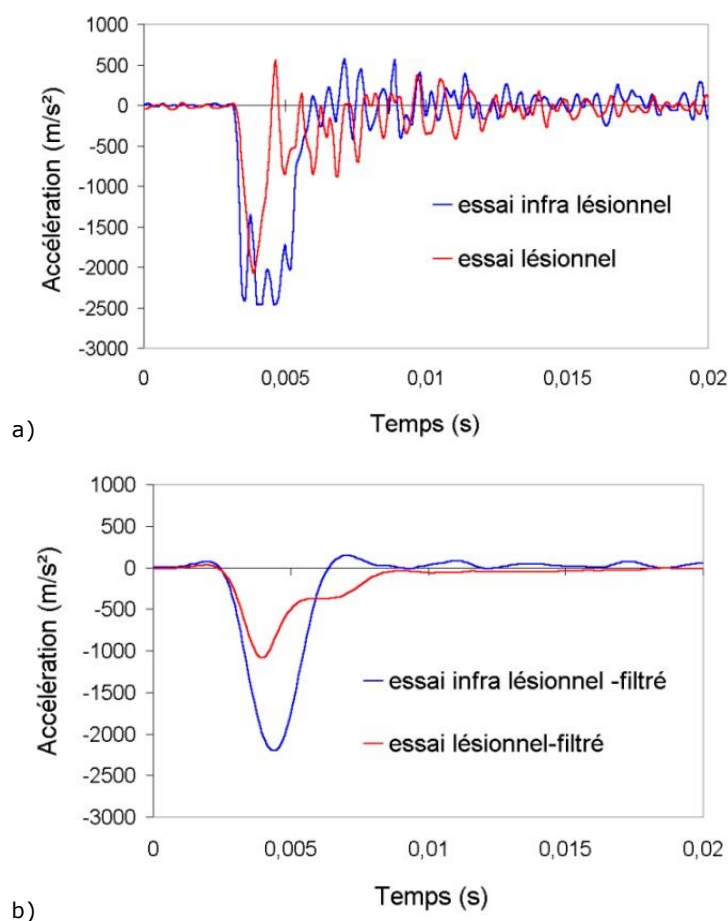 1000
500
0
-500
-1000
-1500
-2000
-2500
-3000
Accélération (m/s²)
essai infra lésionnel
essai lésionnel
0 0,005 0,01 0,015 0,02
Temps (s)
a)
1000
500
0
-500
-1000
-1500
-2000
-2500
-3000
Accélération (m/s²)
essai infra lésionnel -filtré
essai lésionnel-filtré
0 0,005 0,01 0,015 0,02
Temps (s)
b)